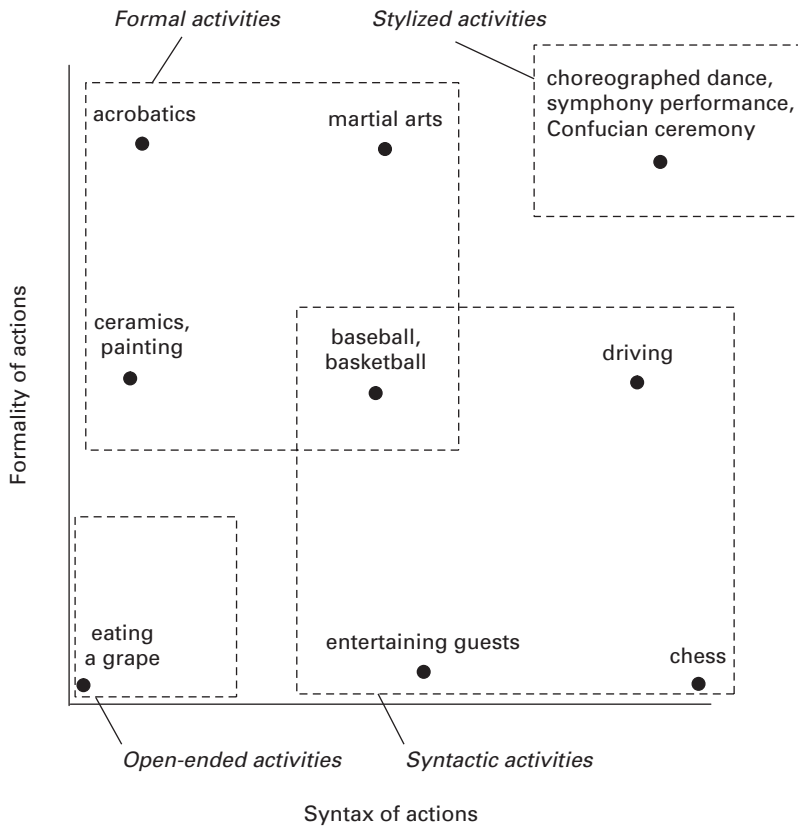 Formal activities
Stylized activities
choreographed dance,
symphony performance,
Confucian ceremony
acrobatics
martial arts
ceramics,
painting
baseball,
basketball
driving
Formality of actions
eating
a grape
entertaining guests
chess
Open-ended activities
Syntactic activities
Syntax of actions